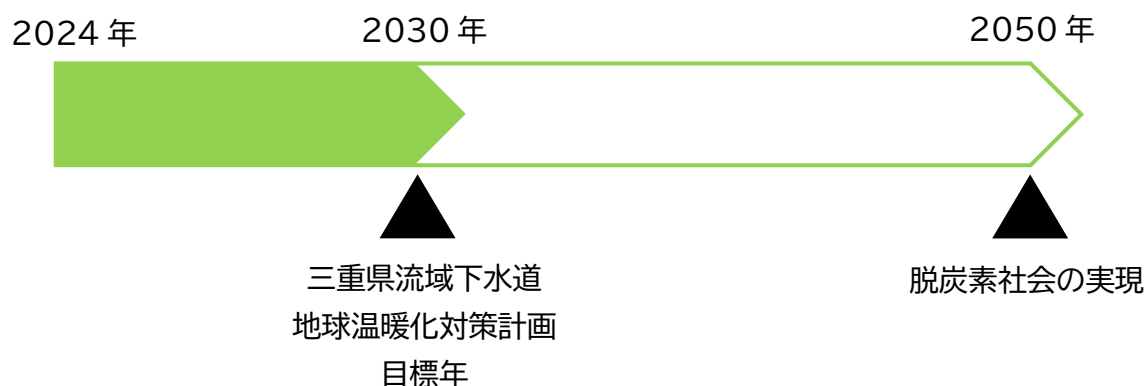 2024年
2030年
2050年
三重県流域下水道
地球温暖化対策計画
目標年
脱炭素社会の実現